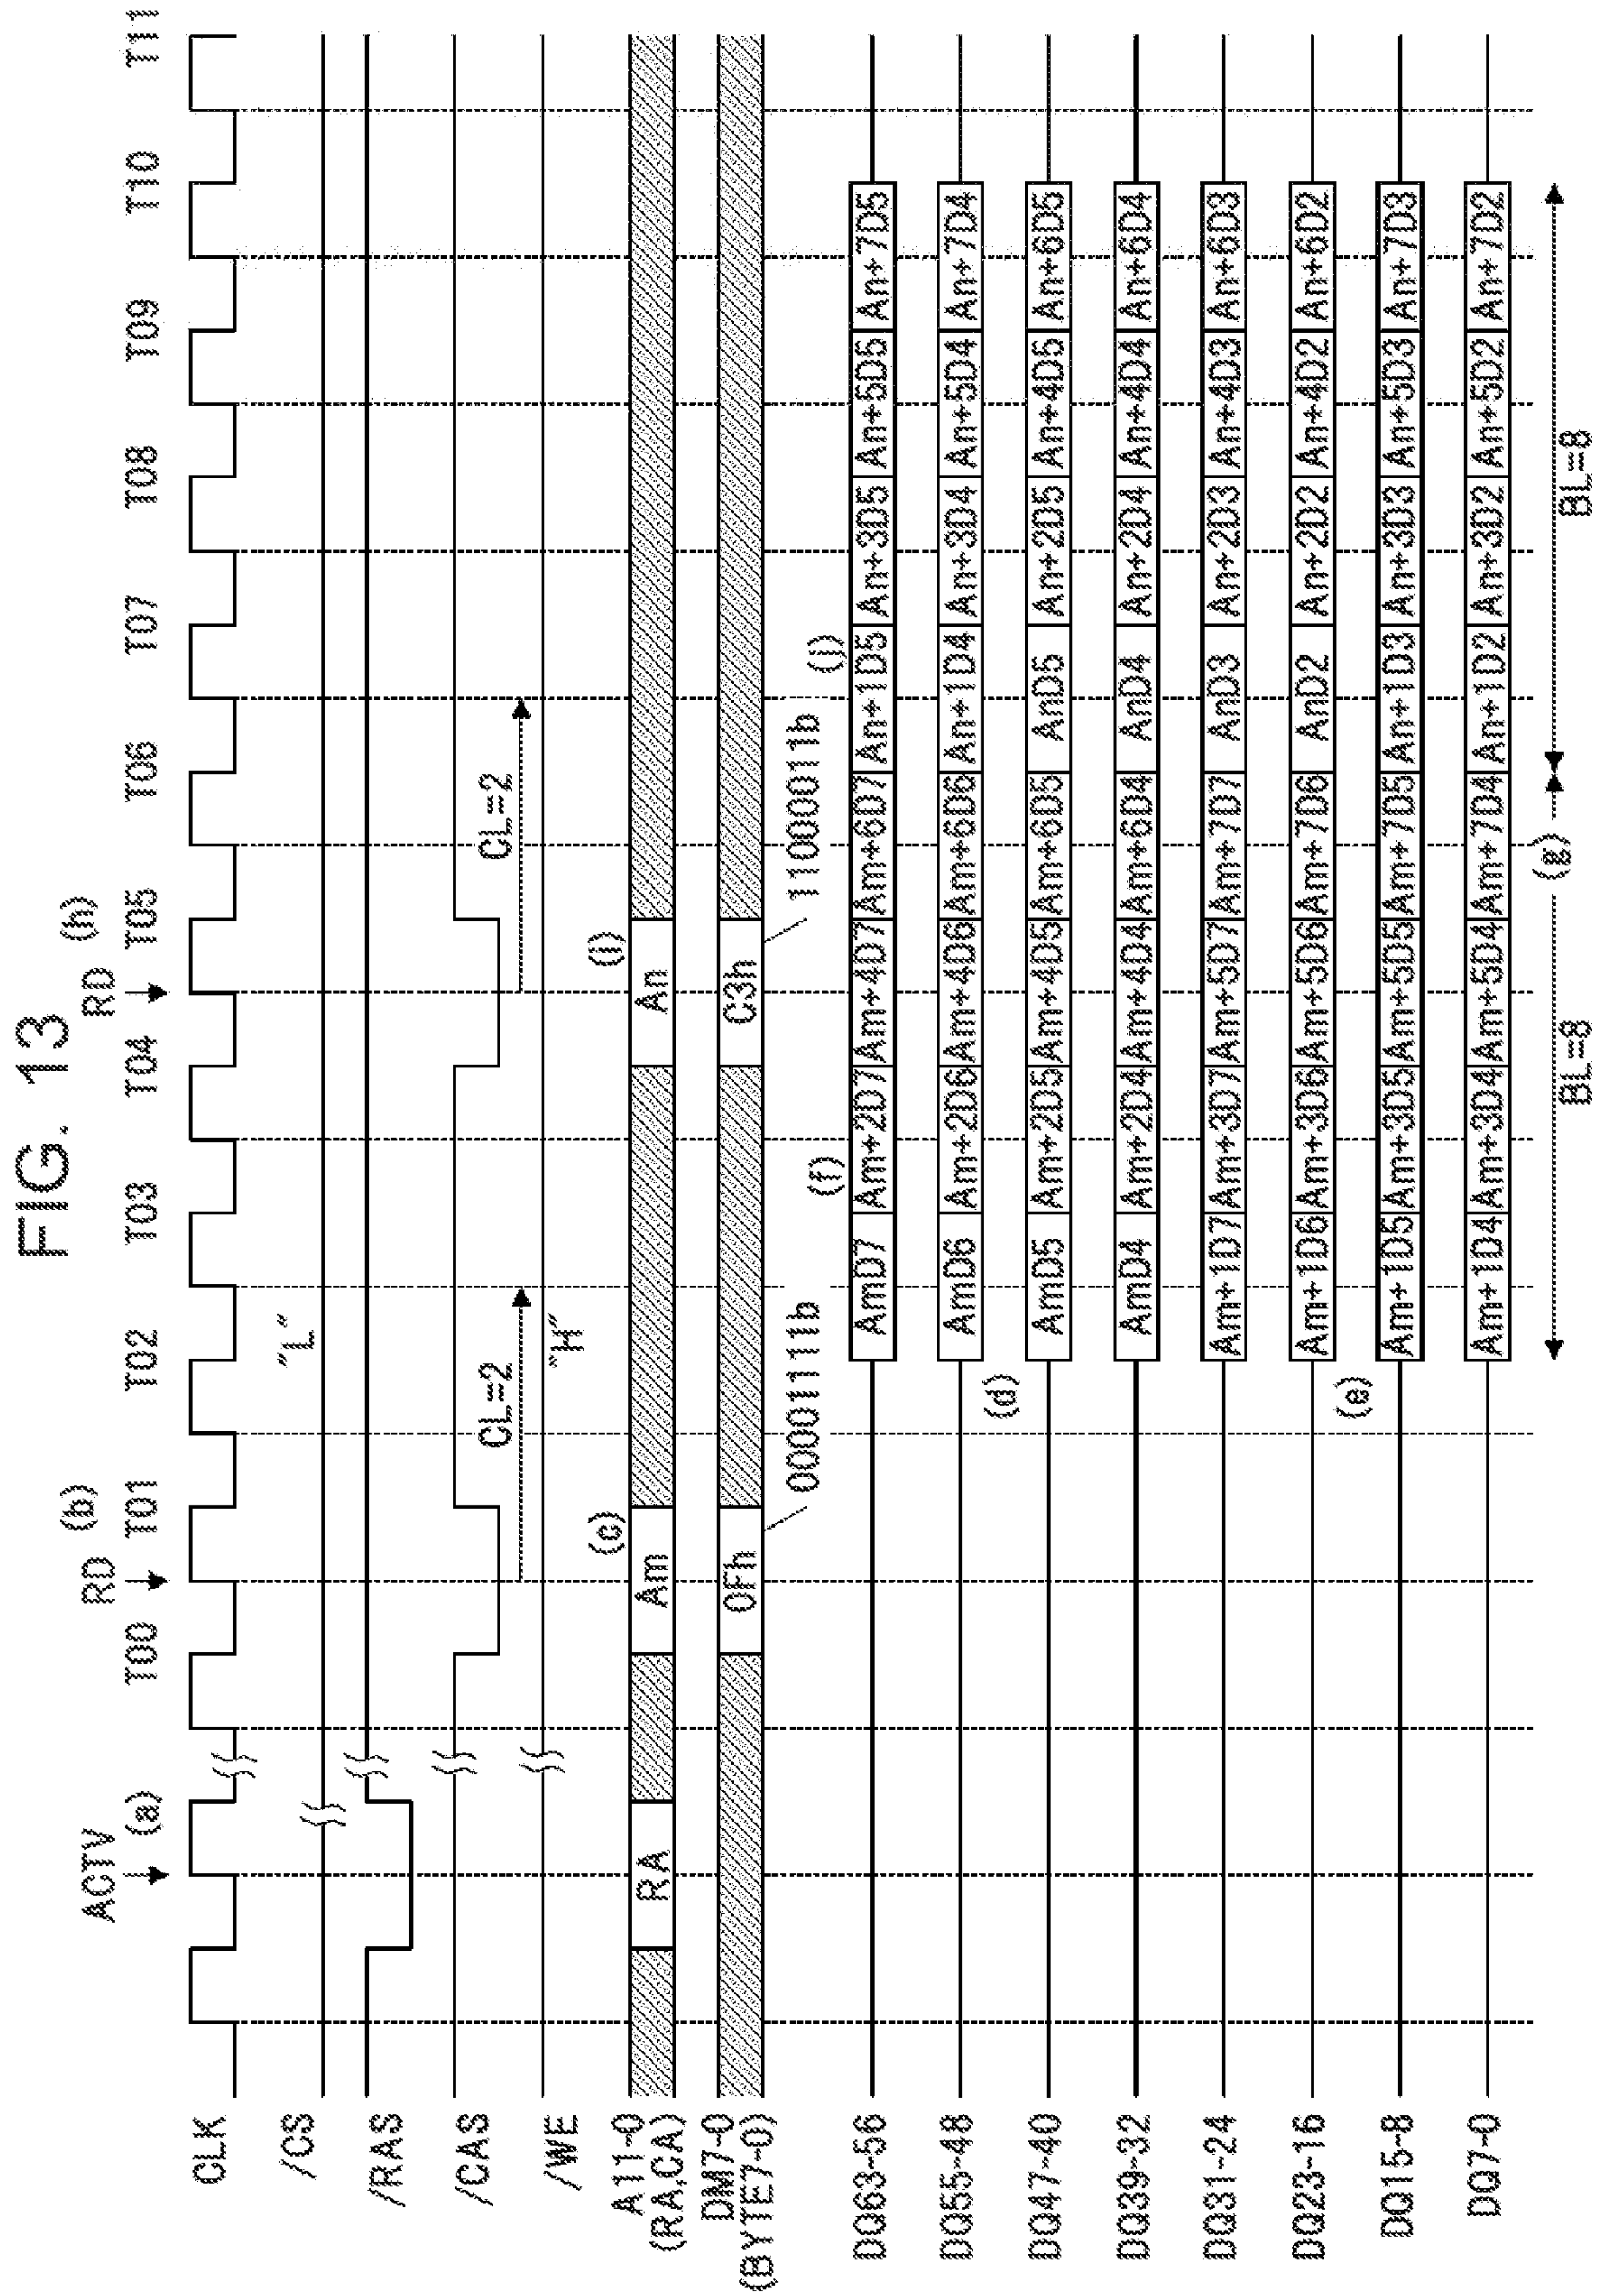 FIG. 13
ACTV RD RD
(a) (b) (h)
T00 T01 T02 T03 T04 T05 T06 T07 T08 T09 T10 T11
CLK
/CS "L"
/RAS
/CAS
CL=2 CL=2
/WE "H"
(c) (i)
A11-0 (RA,CA) RA Am An
DM7-0 (BYTE7-0) 0Fh C3h
00001111b 11000011b
(f) (j)
DQ63-56 AmD7 Am+2D7 Am+4D7 Am+6D7 An+1D5 An+3D5 An+5D5 An+7D5
DQ55-48 AmD6 Am+2D6 Am+4D6 Am+6D6 An+1D4 An+3D4 An+5D4 An+7D4
(d)
DQ47-40 AmD5 Am+2D5 Am+4D5 Am+6D5 AnD5 An+2D5 An+4D5 An+6D5
DQ39-32 AmD4 Am+2D4 Am+4D4 Am+6D4 AnD4 An+2D4 An+4D4 An+6D4
DQ31-24 Am+1D7 Am+3D7 Am+5D7 Am+7D7 AnD3 An+2D3 An+4D3 An+6D3
DQ23-16 Am+1D6 Am+3D6 Am+5D6 Am+7D6 AnD2 An+2D2 An+4D2 An+6D2
(e)
DQ15-8 Am+1D5 Am+3D5 Am+5D5 Am+7D5 An+1D3 An+3D3 An+5D3 An+7D3
DQ7-0 Am+1D4 Am+3D4 Am+5D4 Am+7D4 An+1D2 An+3D2 An+5D2 An+7D2
(g)
BL=8 BL=8